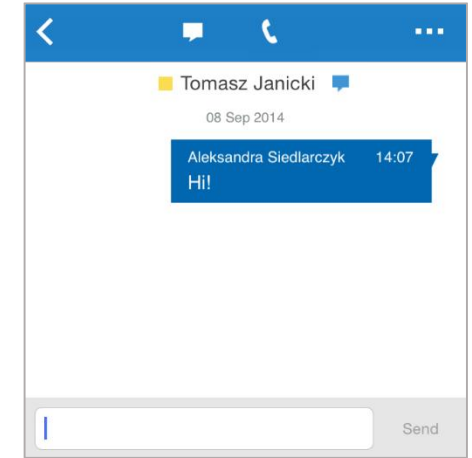 Tomasz Janicki
08 Sep 2014
Aleksandra Siedlarczyk 14:07
Hi!
Send